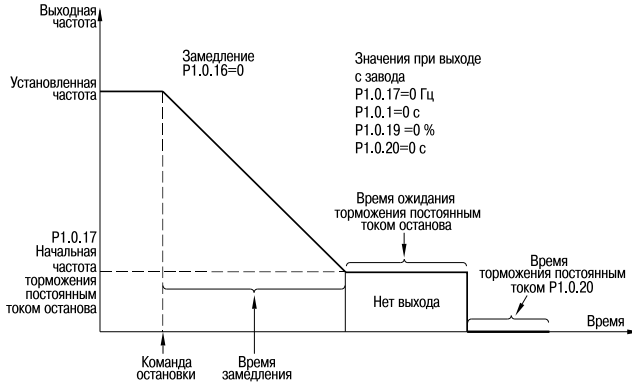 Выходная
частота
Замедление
P1.0.16=0
Значения при выходе
с завода
P1.0.17=0 Гц
P1.0.1=0 с
P1.0.19 =0 %
P1.0.20=0 с
Установленная
частота
Время ожидания
торможения постоянным
током останова
P1.0.17
Начальная
частота
торможения
постоянным
током останова
Время
торможения постоянным
током P1.0.20
Нет выхода
Время
Команда
остановки
Время
замедления